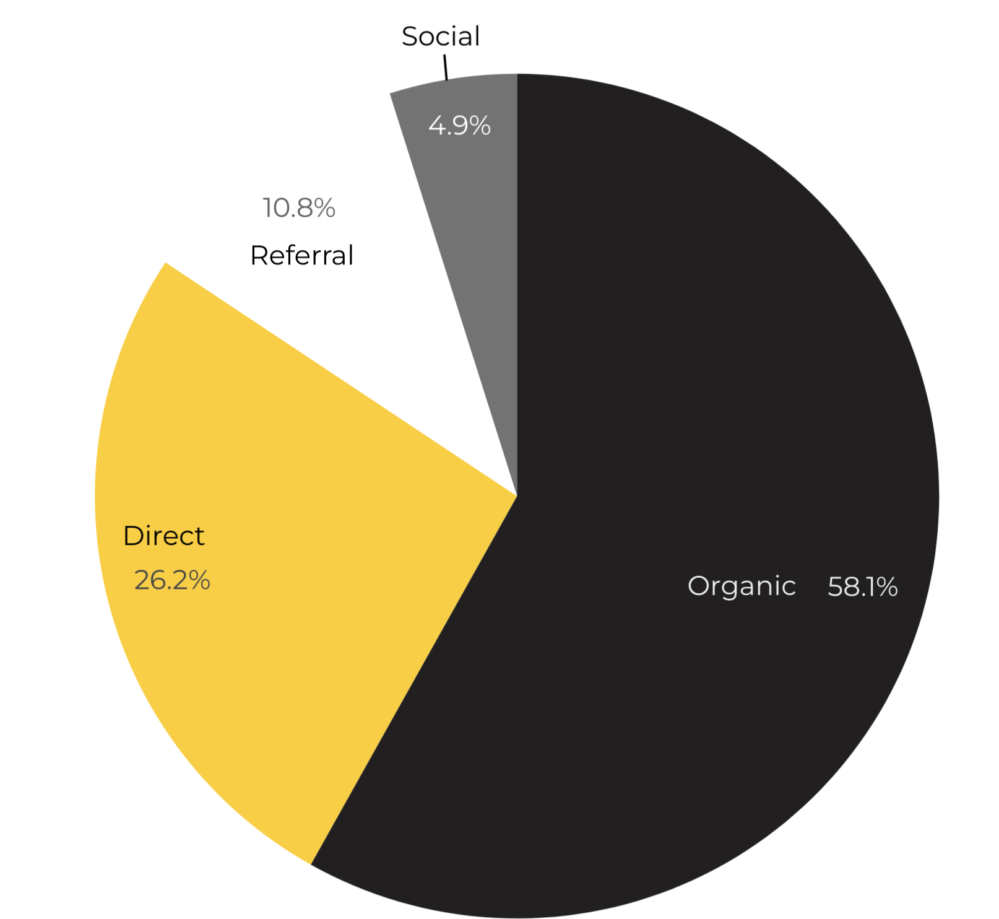 Social
4.9%
10.8%
Referral
Direct
26.2%
Organic 58.1%